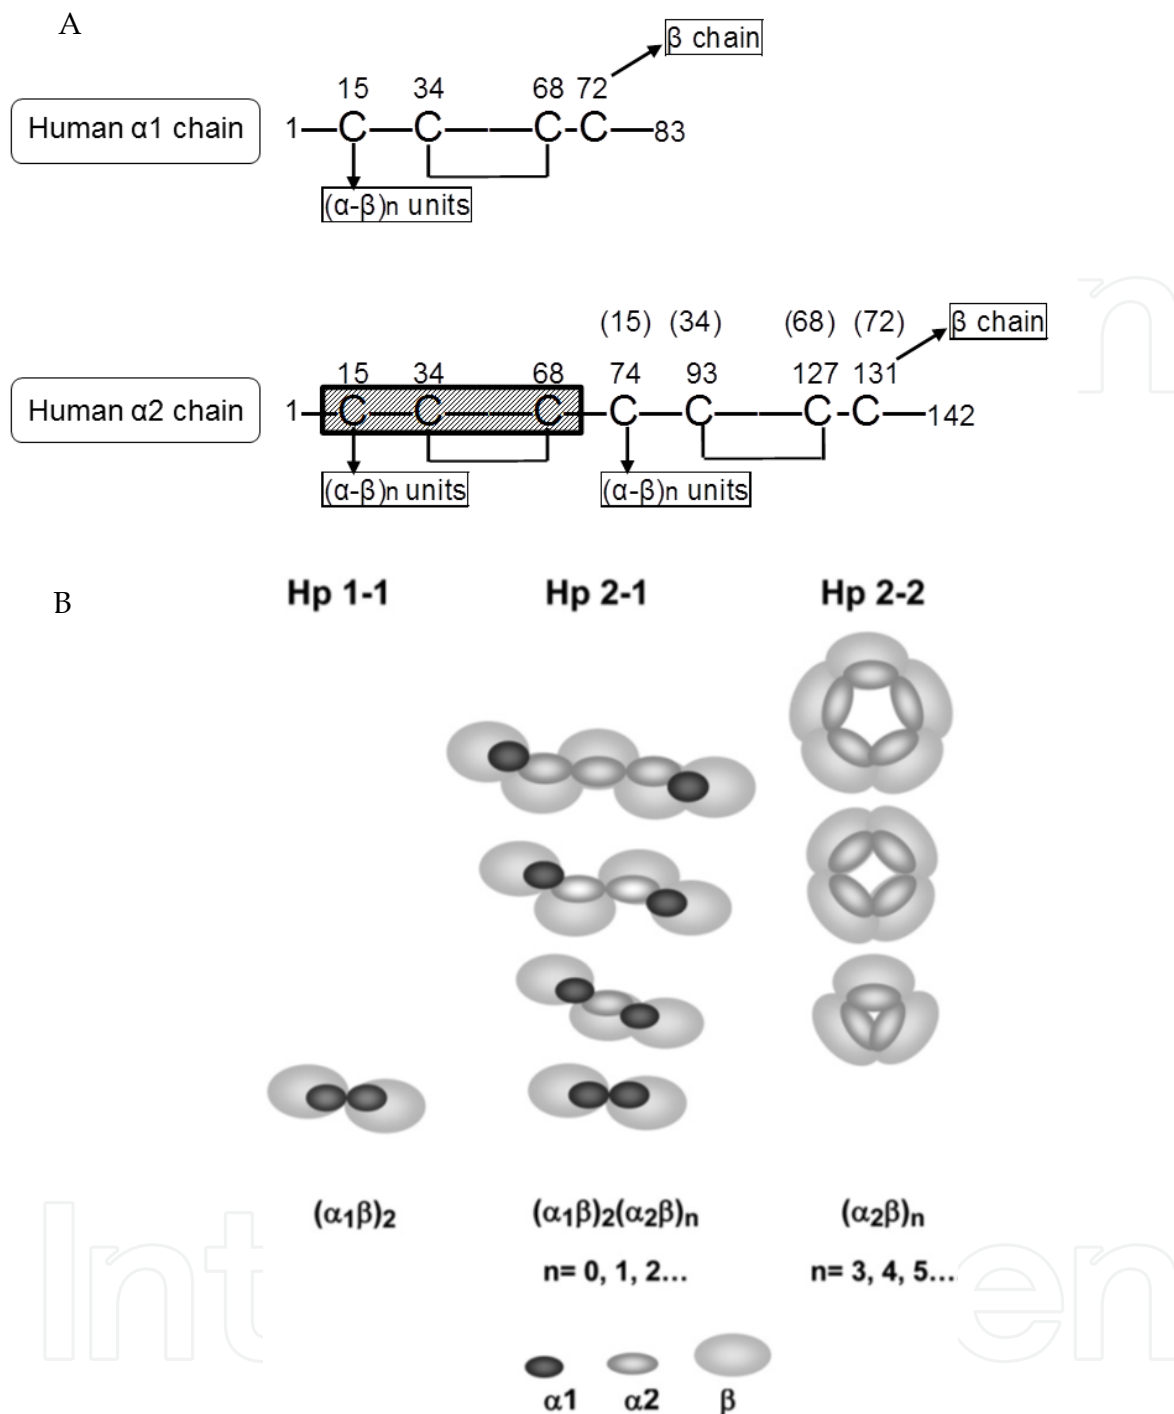 A
β chain
15 34 68 72
Human α1 chain
1 C C C C 83
(α-β)n units
(15) (34) (68) (72)
β chain
15 34 68 74 93 127 131
Human α2 chain
1 C C C C C C C 142
(α-β)n units (α-β)n units
B
Hp 1-1 Hp 2-1 Hp 2-2
(α1β)2 (α1β)2(α2β)n (α2β)n
n= 0, 1, 2... n= 3, 4, 5...
α1 α2 β
Int en
n